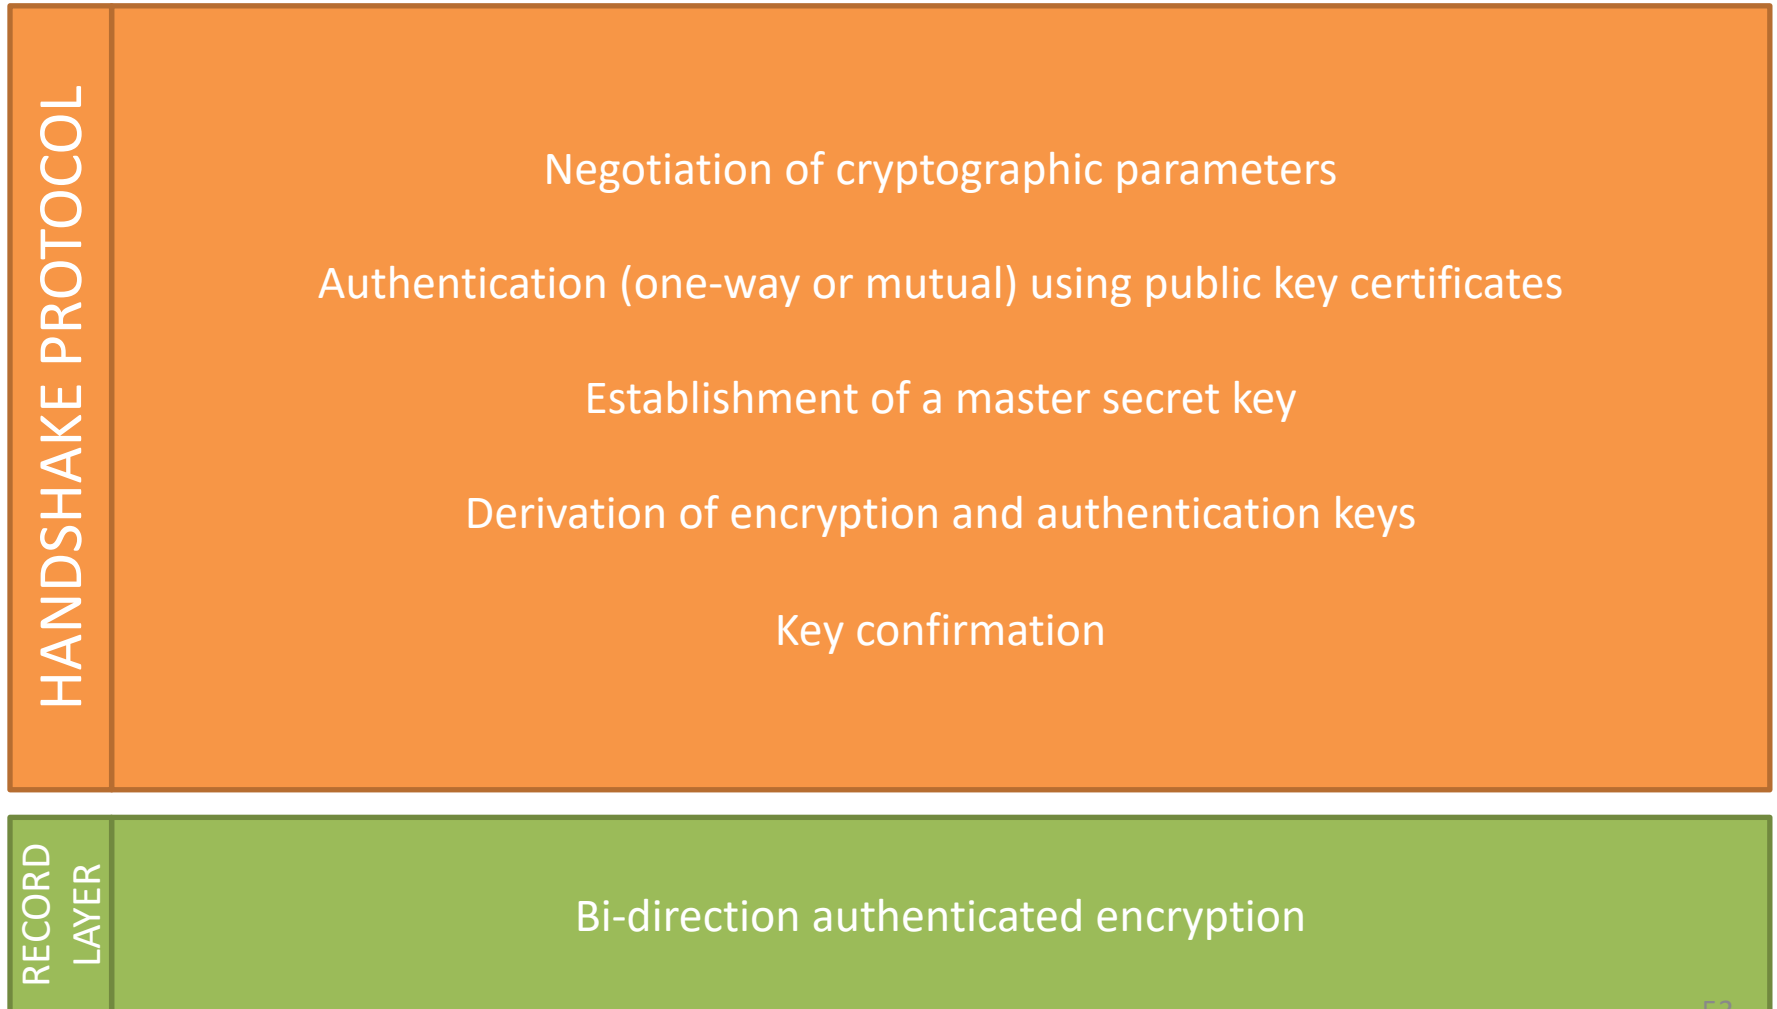 HANDSHAKE PROTOCOL
Negotiation of cryptographic parameters
Authentication (one-way or mutual) using public key certificates
Establishment of a master secret key
Derivation of encryption and authentication keys
Key confirmation
RECORD
LAYER
Bi-direction authenticated encryption